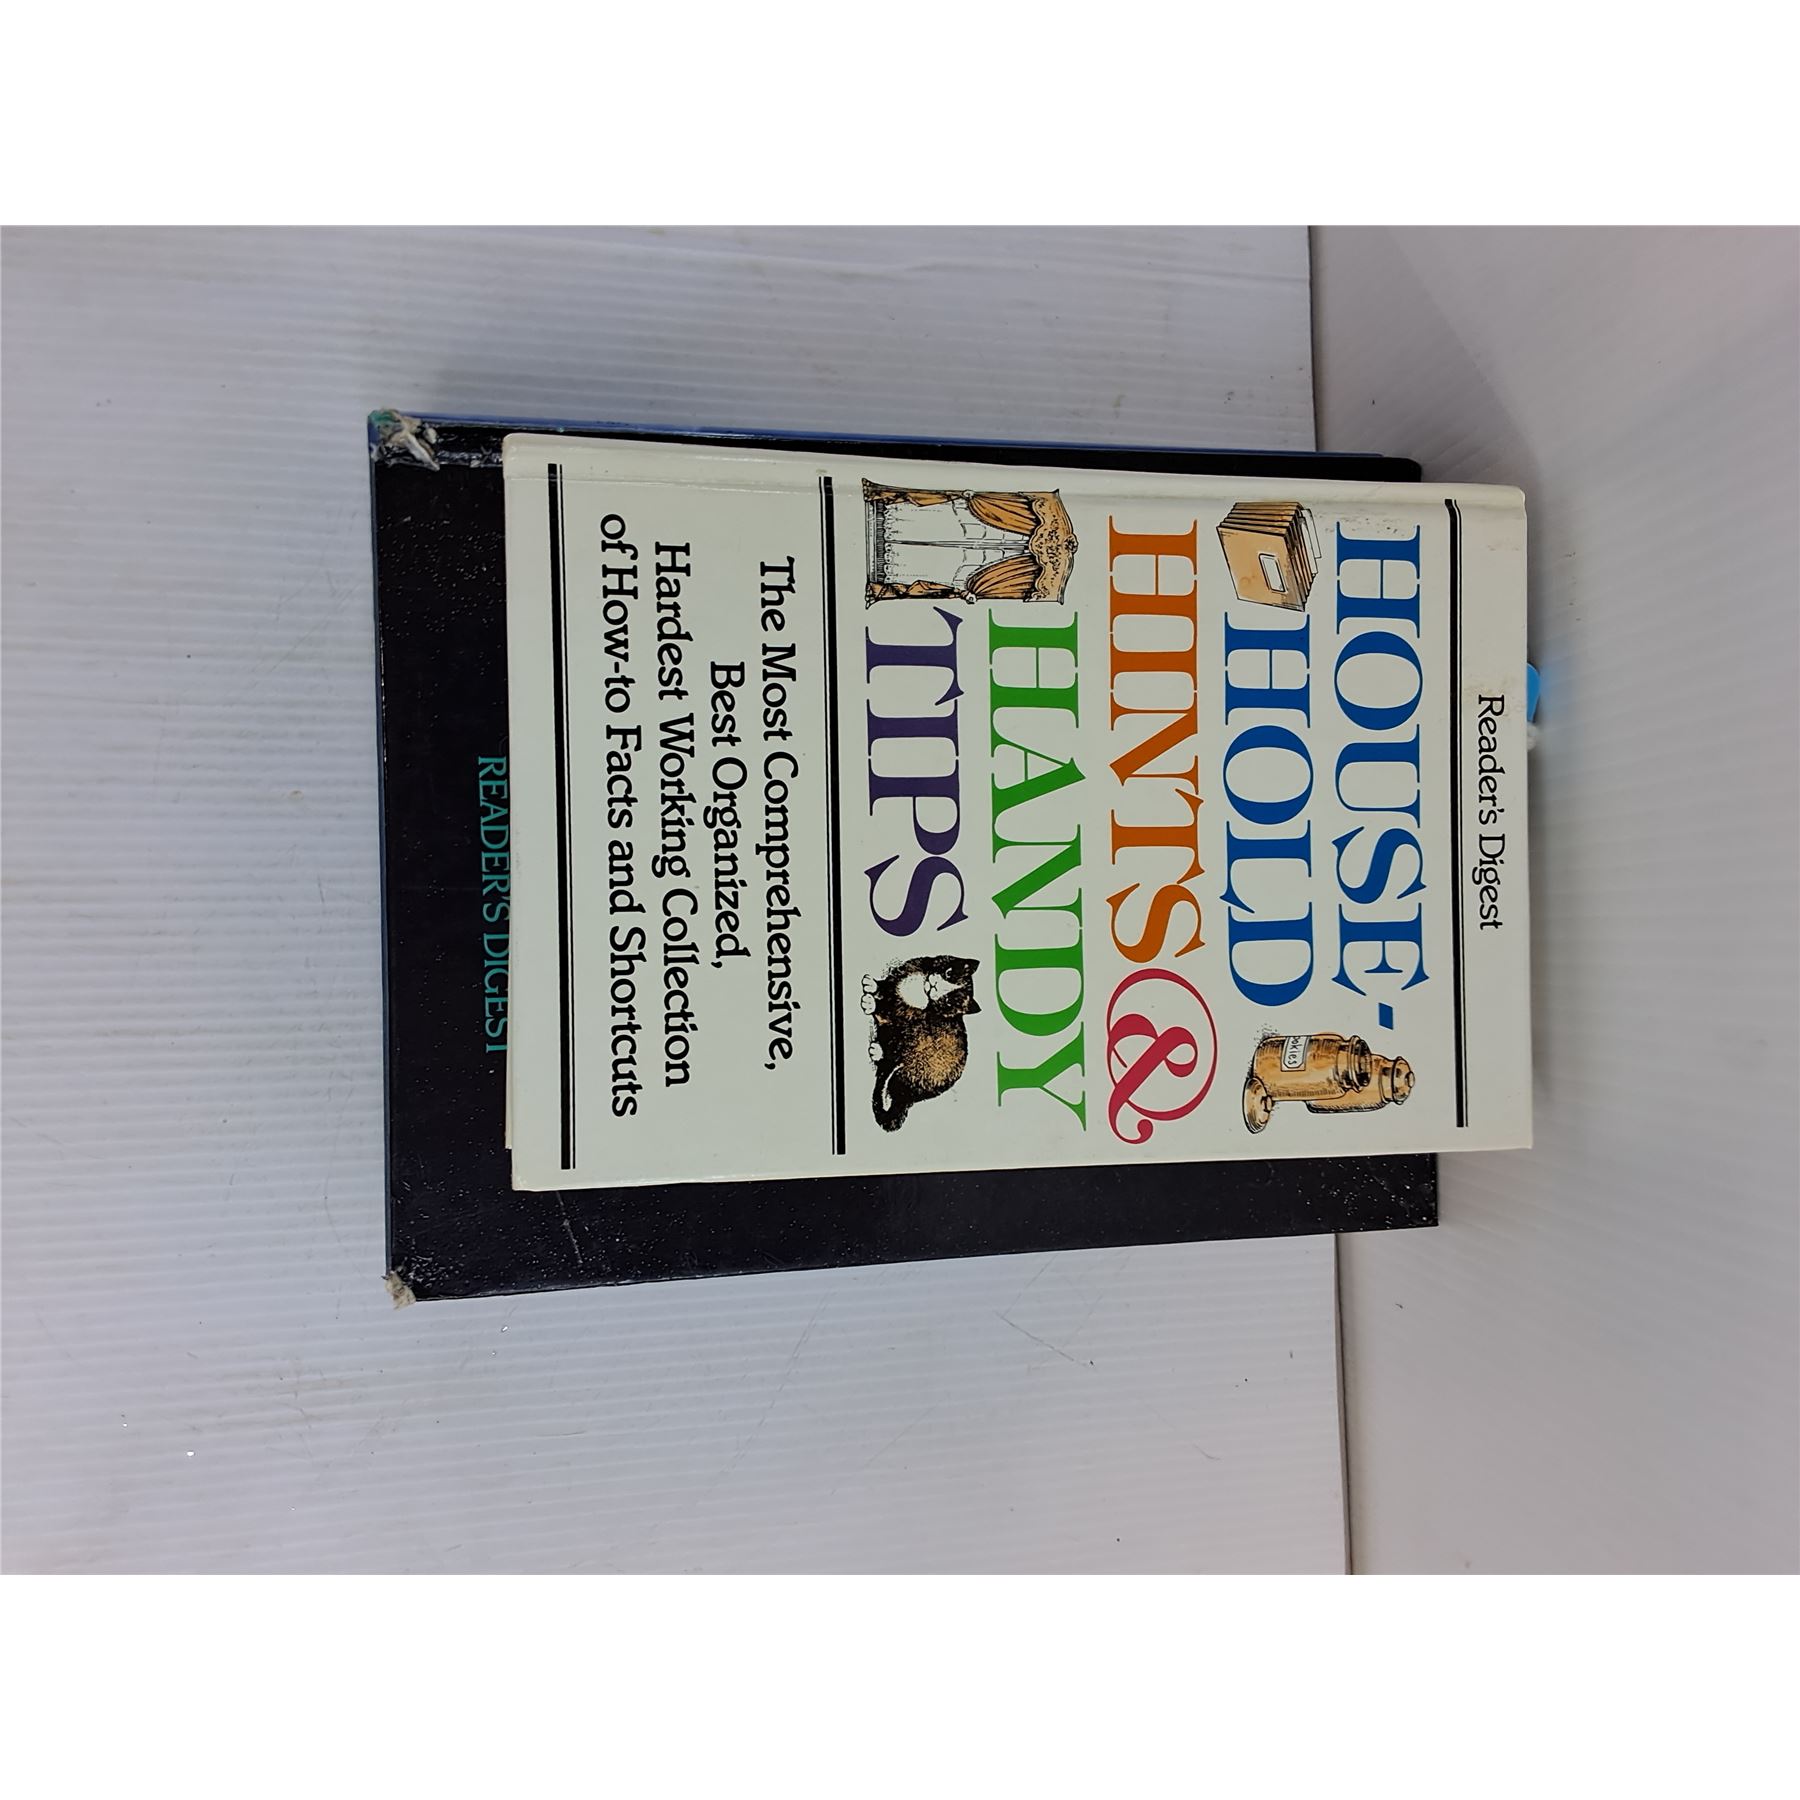 Reader's Digest
HOUSE-
HOLD
HINTS&
HANDY
TIPS
ookies
The Most Comprehensive,
Best Organized,
Hardest Working Collection
of How-to Facts and Shortcuts
READER'S DIGEST